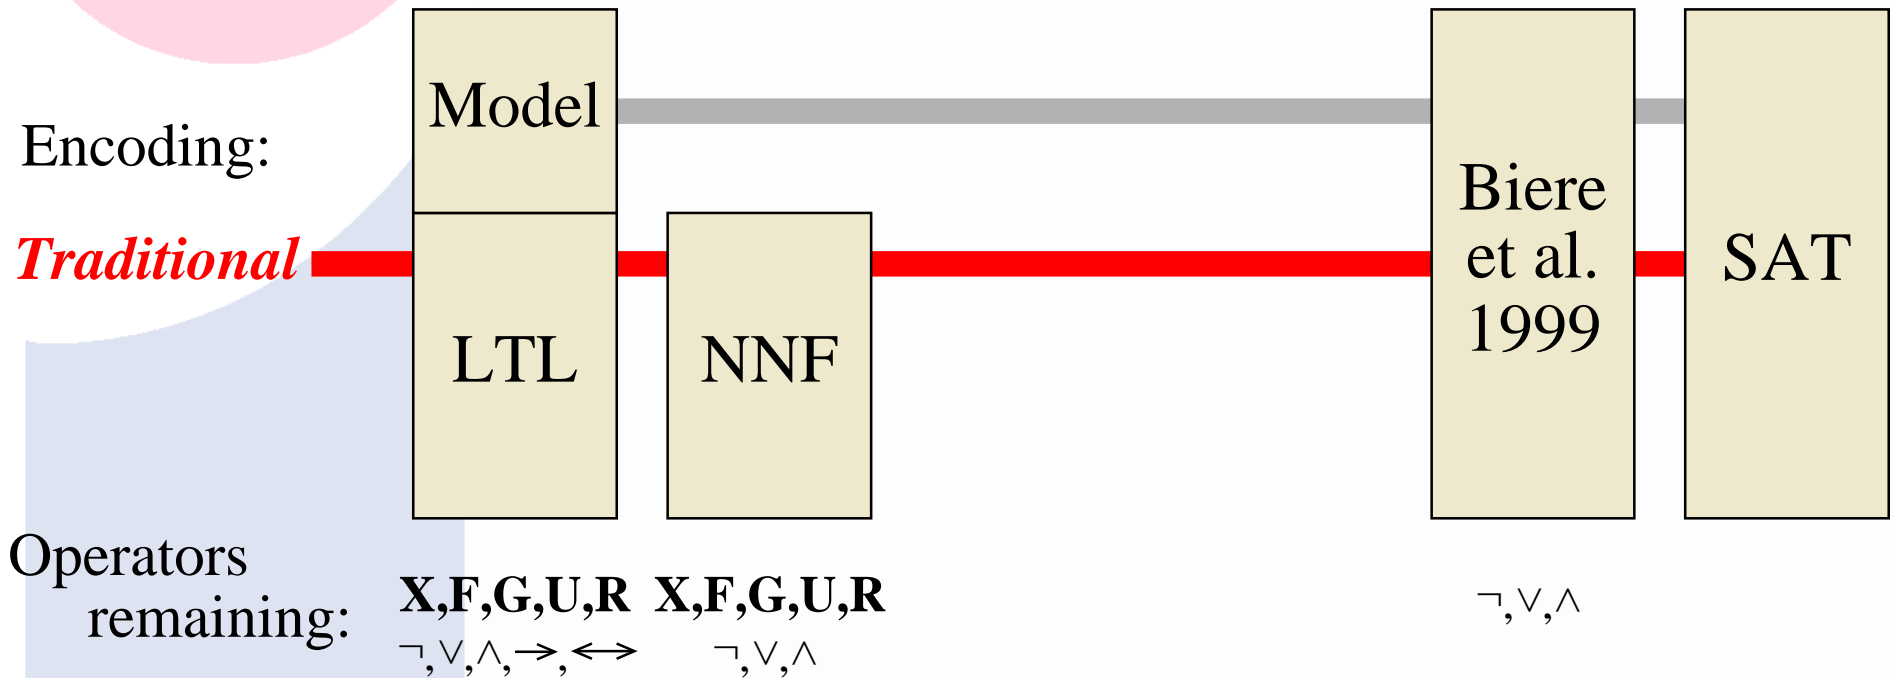 Model
Encoding:
Biere
et al.
1999
Traditional
SAT
LTL
NNF
Operators
remaining:
X,F,G,U,R X,F,G,U,R
¬,∨,∧
¬,∨,∧,→,↔ ¬,∨,∧